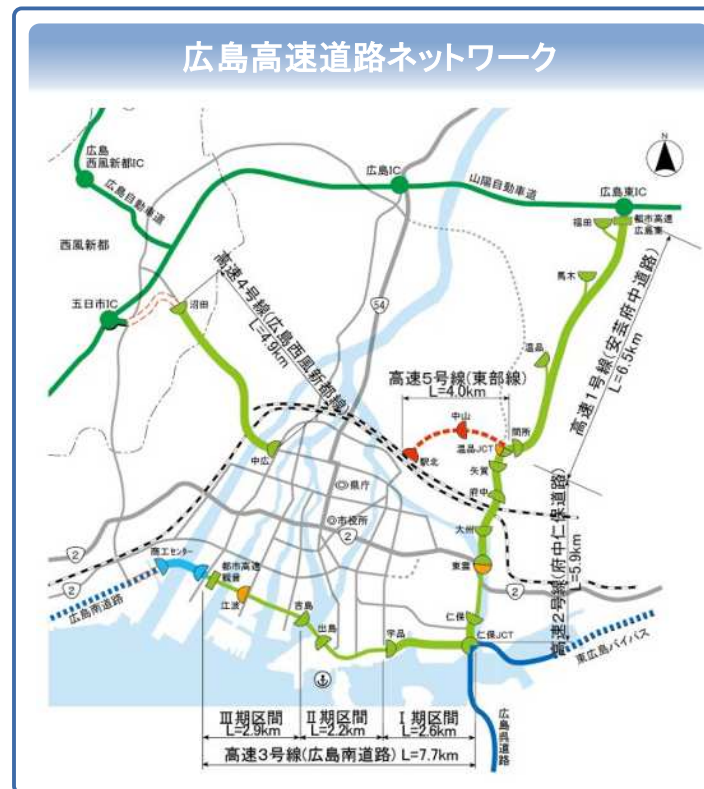 広島高速道路ネットワーク
広島
西風新都IC
広島自動車道
西風新都
五日市IC
沼田
広島IC
山陽自動車道
広島東IC
N
福田
都市高速
広島東
馬木
温品
54
高速4号線(広島西風新都線)
L=4.9km
高速1号線(安芸府中道路)
L=6.5km
高速5号線(東部線)
L=4.0km
中山
駅北
温品JCT
間所
矢賀
府中
中広
◎県庁
◎市役所
大州
2
2
2
2
東雲
高速2号線(府中仁保道路)
L=5.9km
商工センター
都市高速
観音
広島南道路
江波
吉島
出島
宇品
仁保
仁保JCT
東広島バイパス
広島県道路
Ⅲ期区間
L=2.9km
Ⅱ期区間
L=2.2km
Ⅰ期区間
L=2.6km
高速3号線(広島南道路) L=7.7km